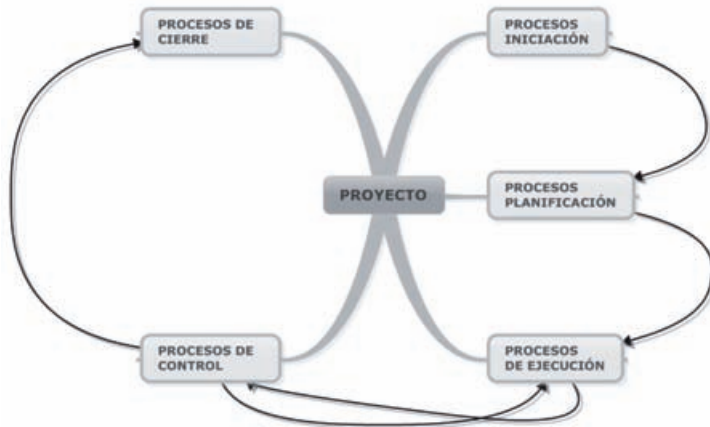 PROCESOS DE
CIERRE
PROCESOS
INICIACIÓN
PROYECTO
PROCESOS
PLANIFICACIÓN
PROCESOS DE
CONTROL
PROCESOS
DE EJECUCIÓN